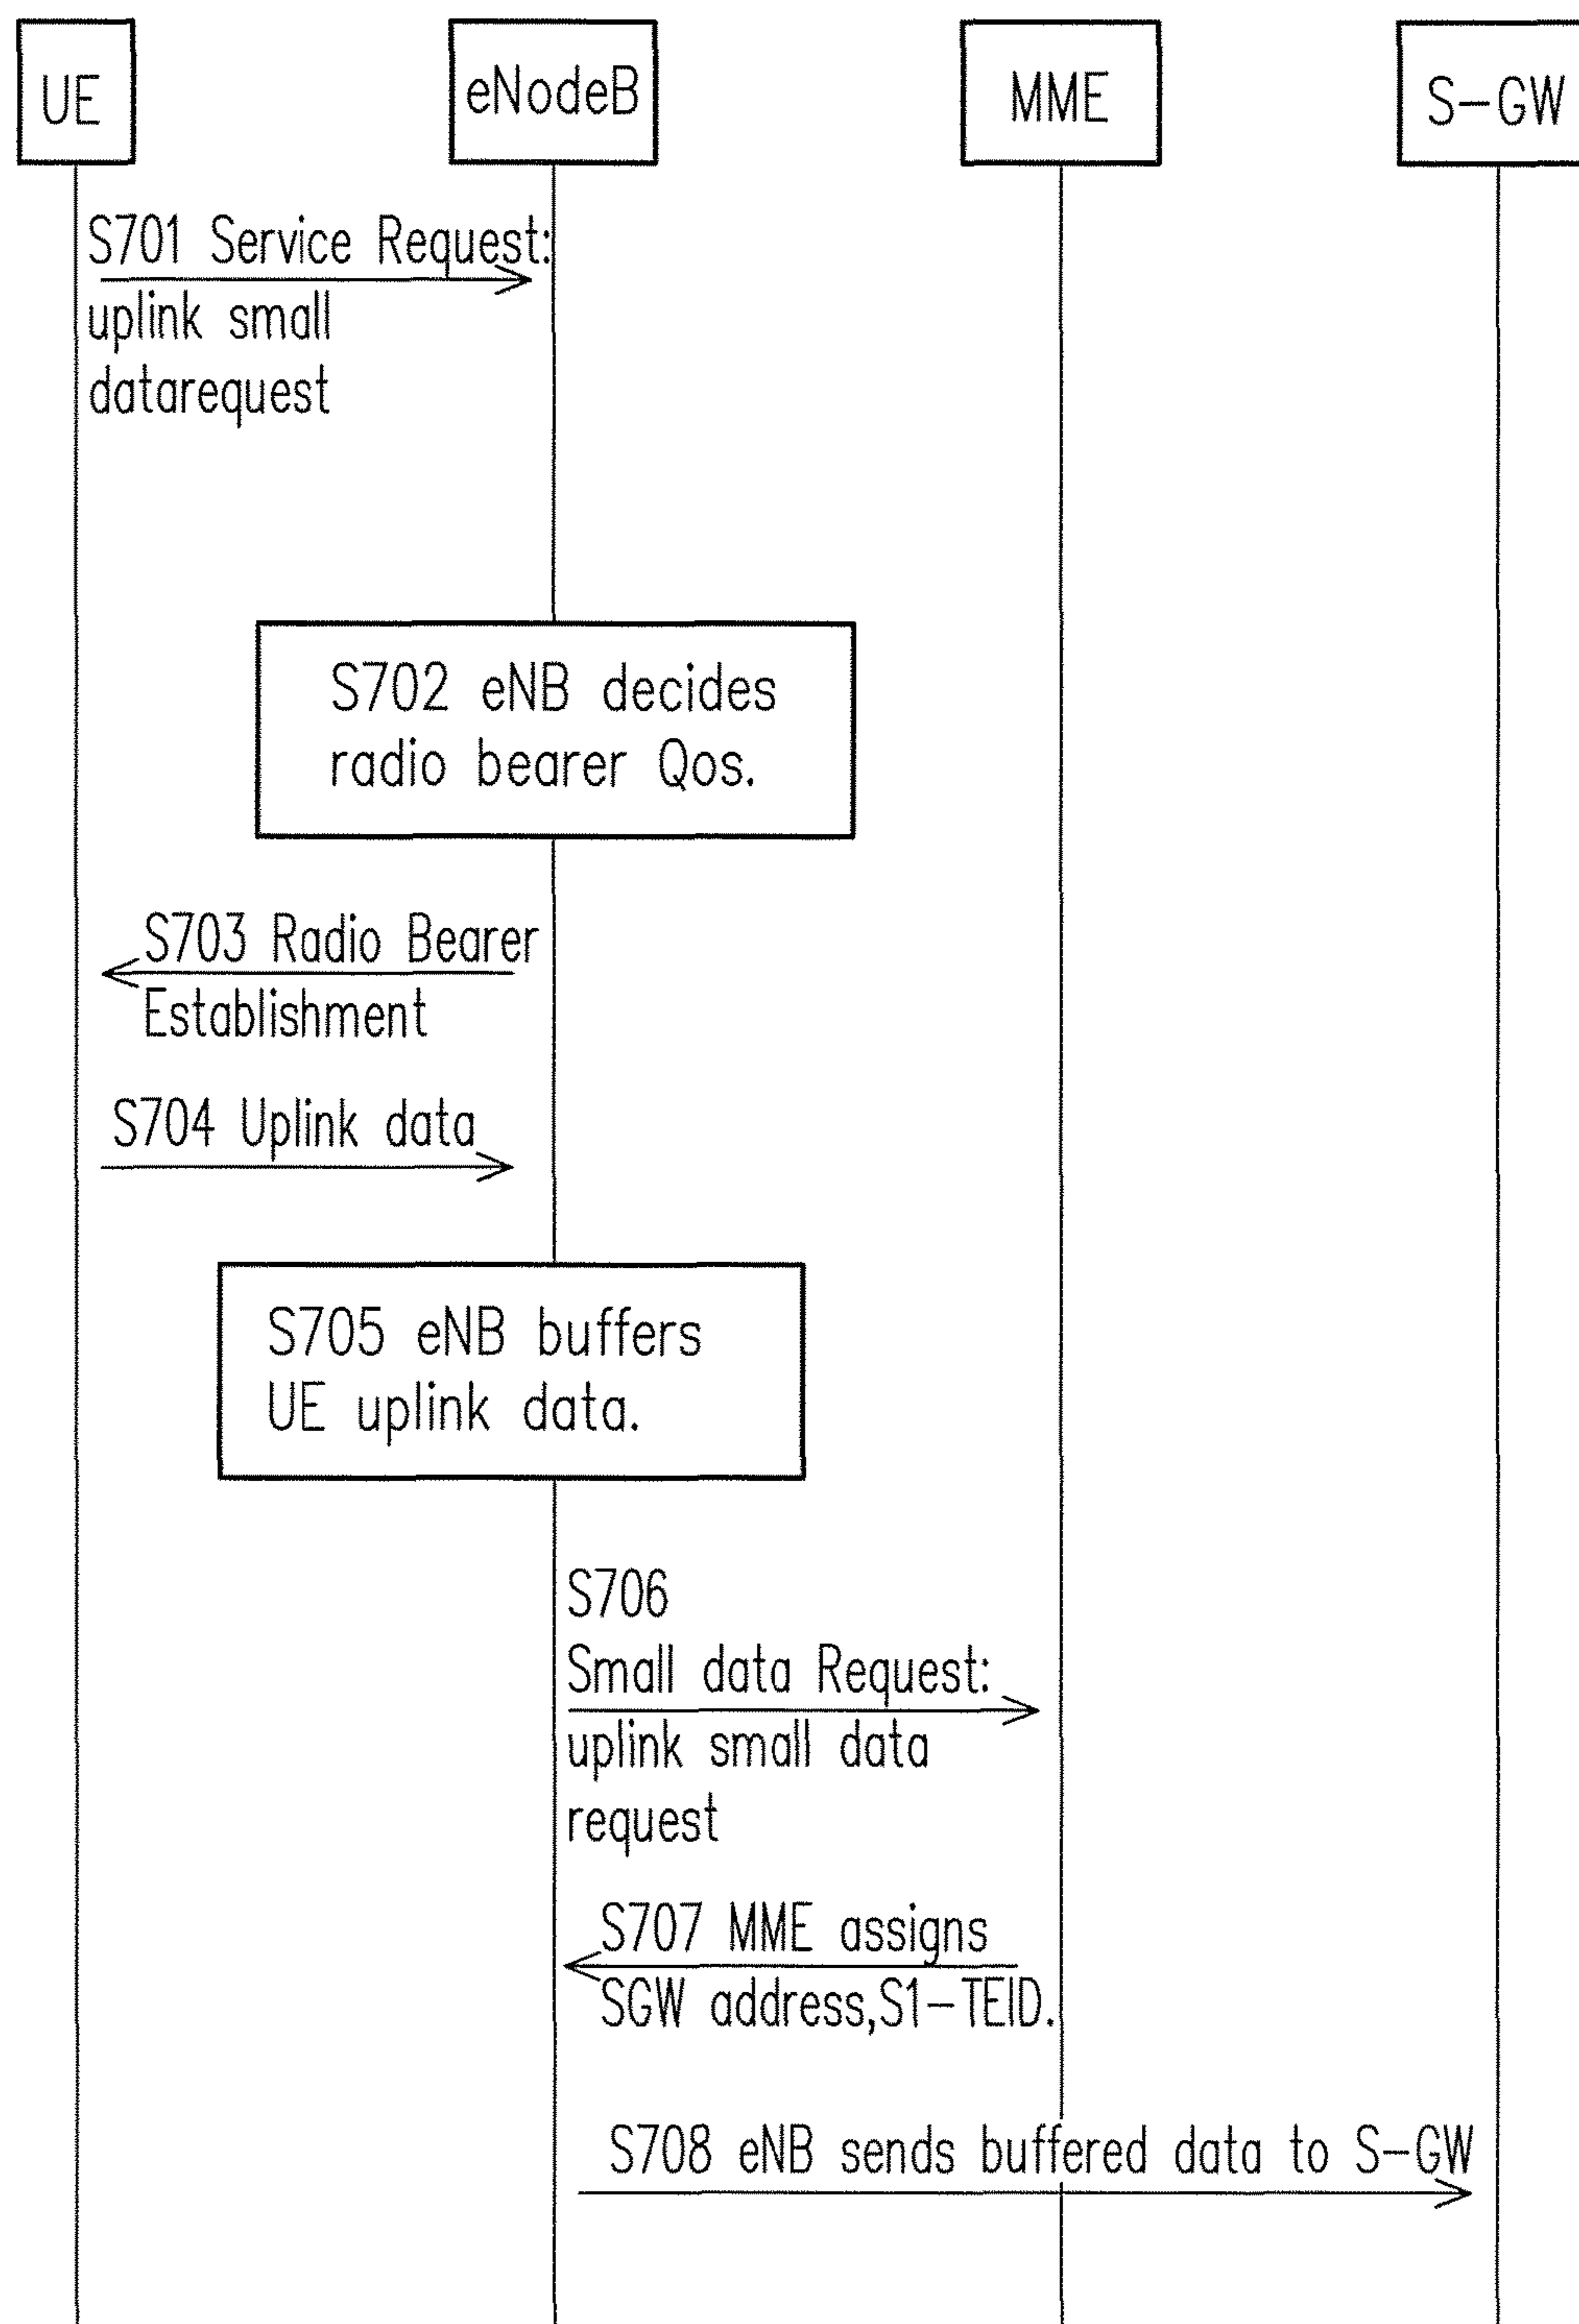 UE
eNodeB
MME
S-GW
S701 Service Request:
uplink small
datarequest
S702 eNB decides
radio bearer Qos.
S703 Radio Bearer
Establishment
S704 Uplink data
S705 eNB buffers
UE uplink data.
S706
Small data Request:
uplink small data
request
S707 MME assigns
SGW address,S1-TEID.
S708 eNB sends buffered data to S-GW